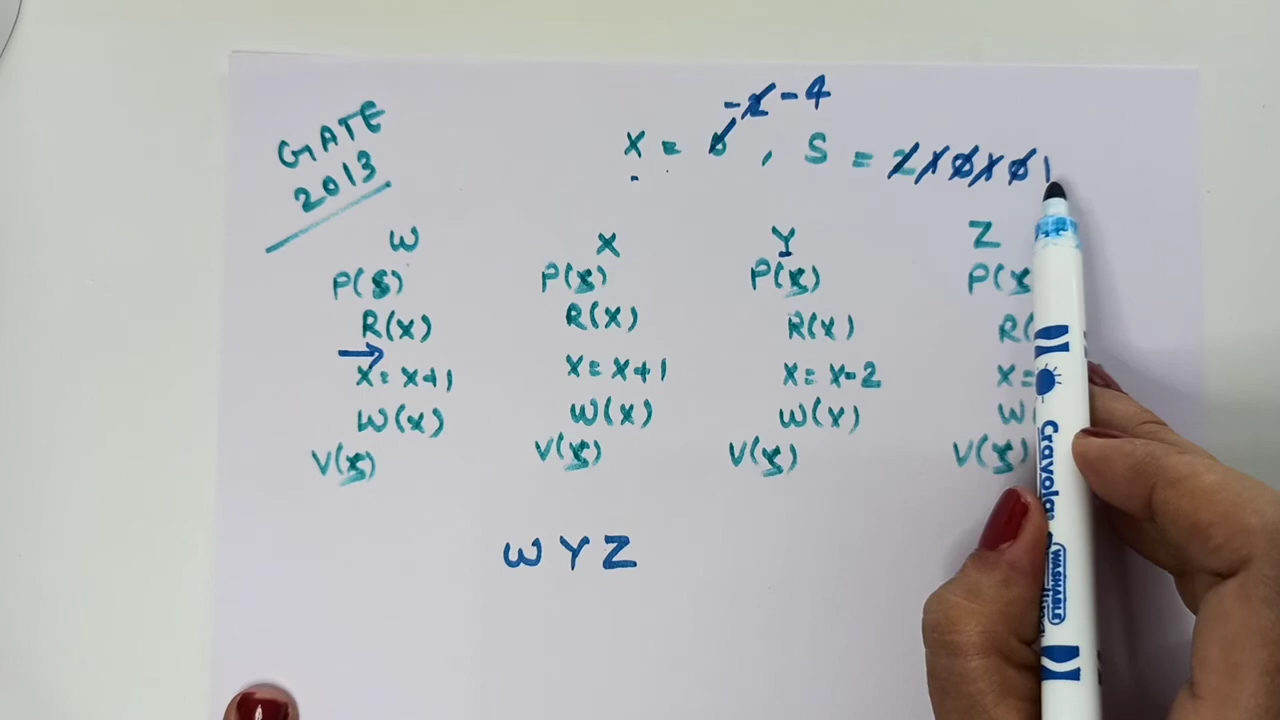 GATE
2013
-2 -4
X = 0 , S = 2 1 0 1 0 1
W X Y Z
P(S) P(S) P(S) P(S
R(X) R(X) R(X) R(
X = X+1 X = X+1 X = X-2 X =
W(X) W(X) W(X) W
V(S) V(S) V(S) V(S)
W Y Z
Crayola
WASHABLE